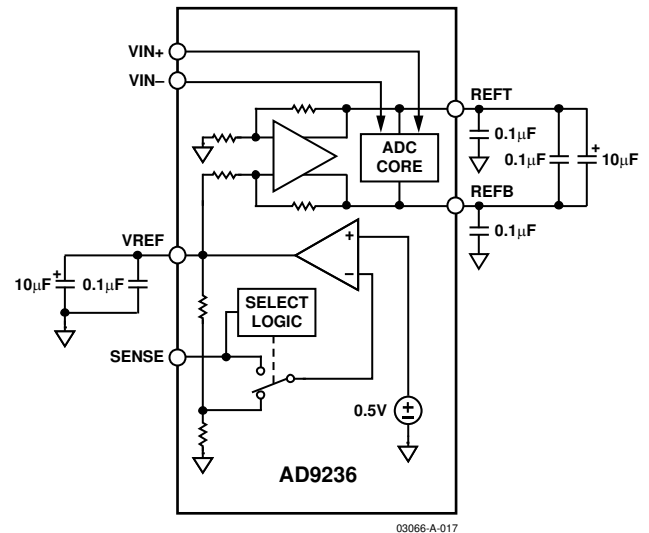 VIN+
VIN–
REFT
0.1µF
ADC
CORE
0.1µF
+
10µF
REFB
0.1µF
VREF
+
–
10µF
+
0.1µF
SELECT
LOGIC
SENSE
0.5V
±
AD9236
03066-A-017